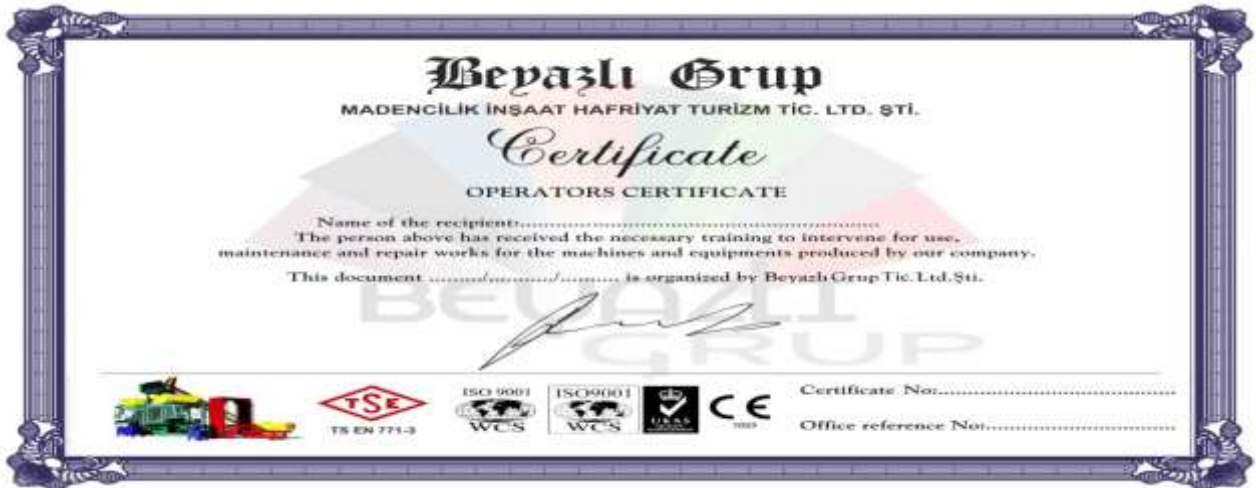 Beyazlı Grup
MADENCİLİK İNŞAAT HAFRİYAT TURİZM TİC. LTD. ŞTİ.
Certificate
OPERATORS CERTIFICATE
Name of the recipient:....................................................................................
The person above has received the necessary training to intervene for use,
maintenance and repair works for the machines and equipments produced by our company.
This document ........../............../.......... is organized by Beyazlı Grup Tic. Ltd. Şti.
BEYAZLI
GRUP
TSE
TS EN 771-3
ISO 9001
WCS
ISO9001
WCS
UKAS
CE
Certificate No:................................................
Office reference No:......................................